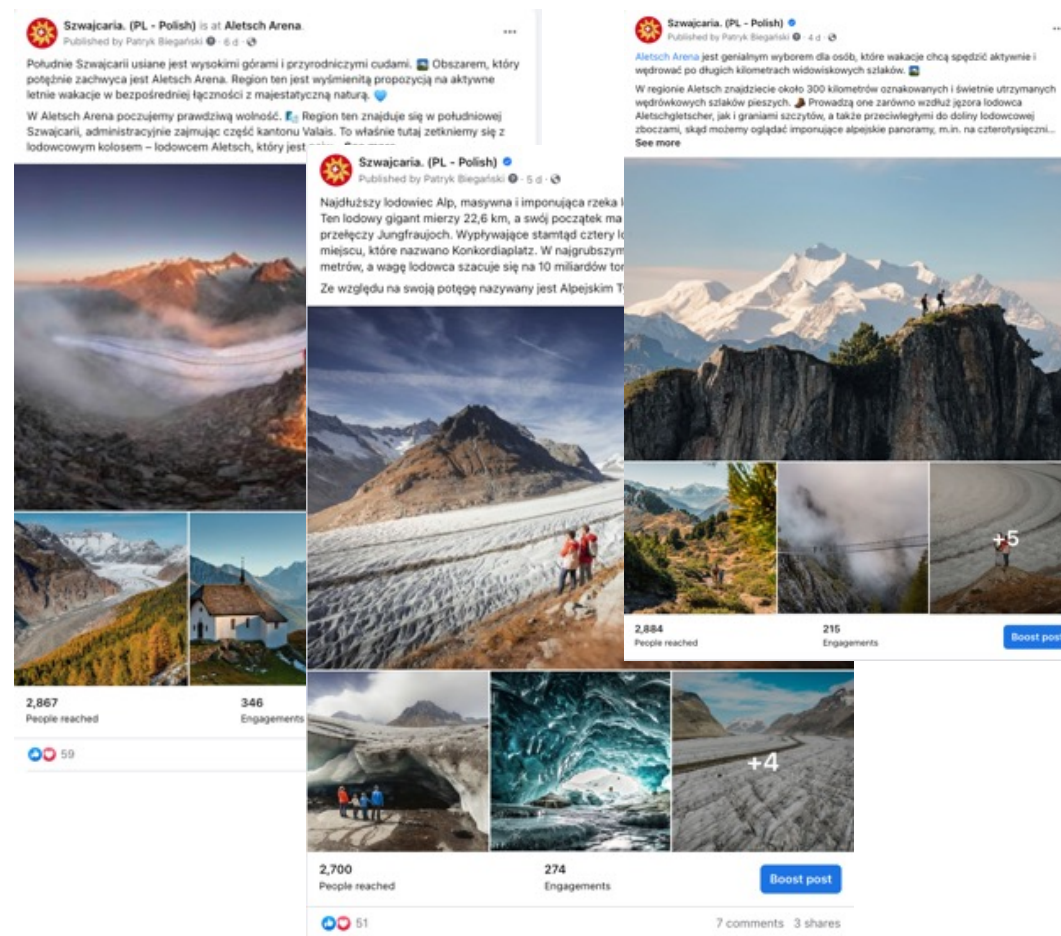 Szwajcaria. (PL - Polish) is at Aletsch Arena.
Published by Patryk Biegański · 6 d ·
Południe Szwajcarii usiane jest wysokimi górami i przyrodniczymi cudami. Obszarem, który
potężnie zachwyca jest Aletsch Arena. Region ten jest wyśmienitą propozycją na aktywne
letnie wakacje w bezpośredniej łączności z majestatyczną naturą.
W Aletsch Arena poczujemy prawdziwą wolność. Region ten znajduje się w południowej
Szwajcarii, administracyjnie zajmując część kantonu Valais. To właśnie tutaj zetkniemy się z
lodowcowym kolosem – lodowcem Aletsch, który jest
2,867
People reached
346
Engagements
59
Szwajcaria. (PL - Polish)
Published by Patryk Biegański · 5 d ·
Najdłuższy lodowiec Alp, masywna i imponująca rzeka
Ten lodowy gigant mierzy 22,6 km, a swój początek ma
przełęczy Jungfraujoch. Wypływające stamtąd cztery
miejscu, które nazwano Konkordiaplatz. W najgrubszym
metrów, a wagę lodowca szacuje się na 10 miliardów
Ze względu na swoją potęgę nazywany jest Alpejskim
+4
2,700
People reached
274
Engagements
Boost post
51
7 comments 3 shares
Szwajcaria. (PL - Polish)
Published by Patryk Biegański · 4 d ·
Aletsch Arena jest genialnym wyborem dla osób, które wakacje chcą spędzić aktywnie i
wędrować po długich kilometrach widowiskowych szlaków.
W regionie Aletsch znajdziecie około 300 kilometrów oznakowanych i świetnie utrzymanych
wędrówkowych szlaków pieszych. Prowadzą one zarówno wzdłuż jęzora lodowca
Aletschgletscher, jak i graniami szczytów, a także przeciwległymi do doliny lodowcowej
zboczami, skąd możemy oglądać imponujące alpejskie panoramy, m.in. na czterotysięczni...
See more
+5
2,884
People reached
215
Engagements
Boost post